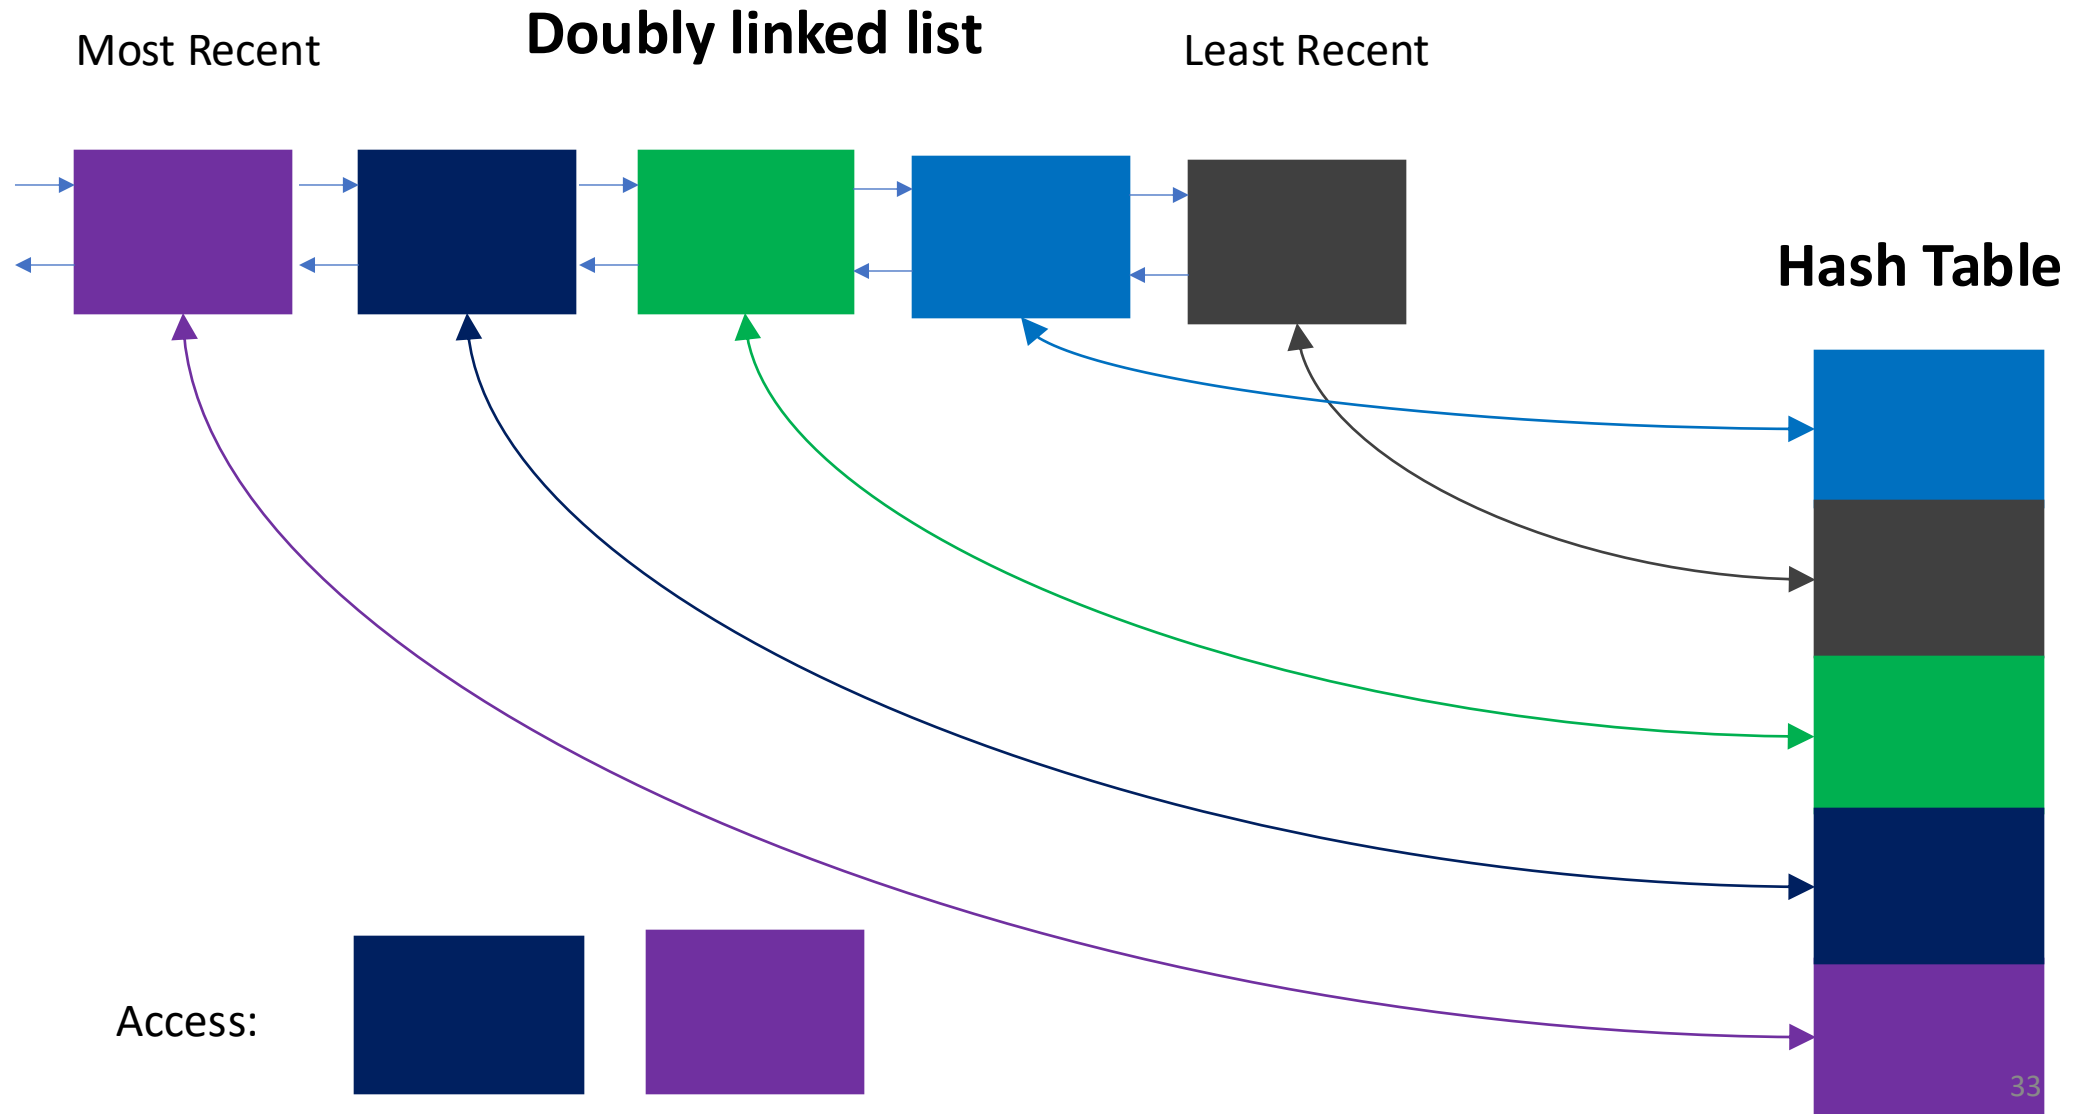 Doubly linked list
Most Recent
Least Recent
Hash Table
Access:
33